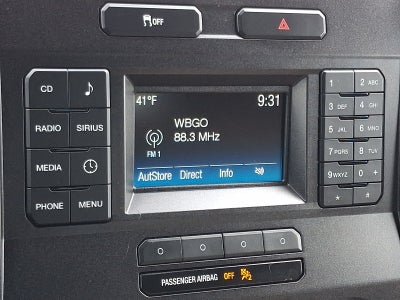 OFF
CD
RADIO SIRIUS
MEDIA
PHONE MENU
41°F 9:31
WBGO
88.3 MHz
FM 1
AutoStore Direct Info
1 2 ABC
3 DEF 4 GHI
5 JKL 6 MNO
7 PQRS 8 TUV
9 WXYZ 0 +
* #
PASSENGER AIRBAG OFF 2